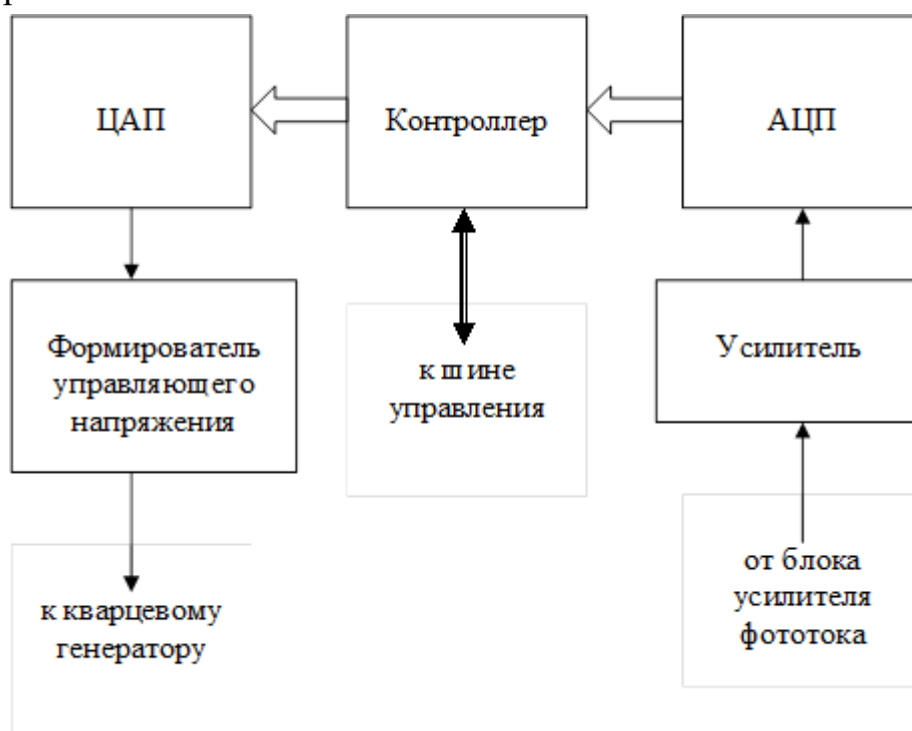 ЦАП
Контроллер
АЦП
Формирователь
управляющего
напряжения
к шине
управления
Усилитель
к кварцевому
генератору
от блока
усилителя
фототока